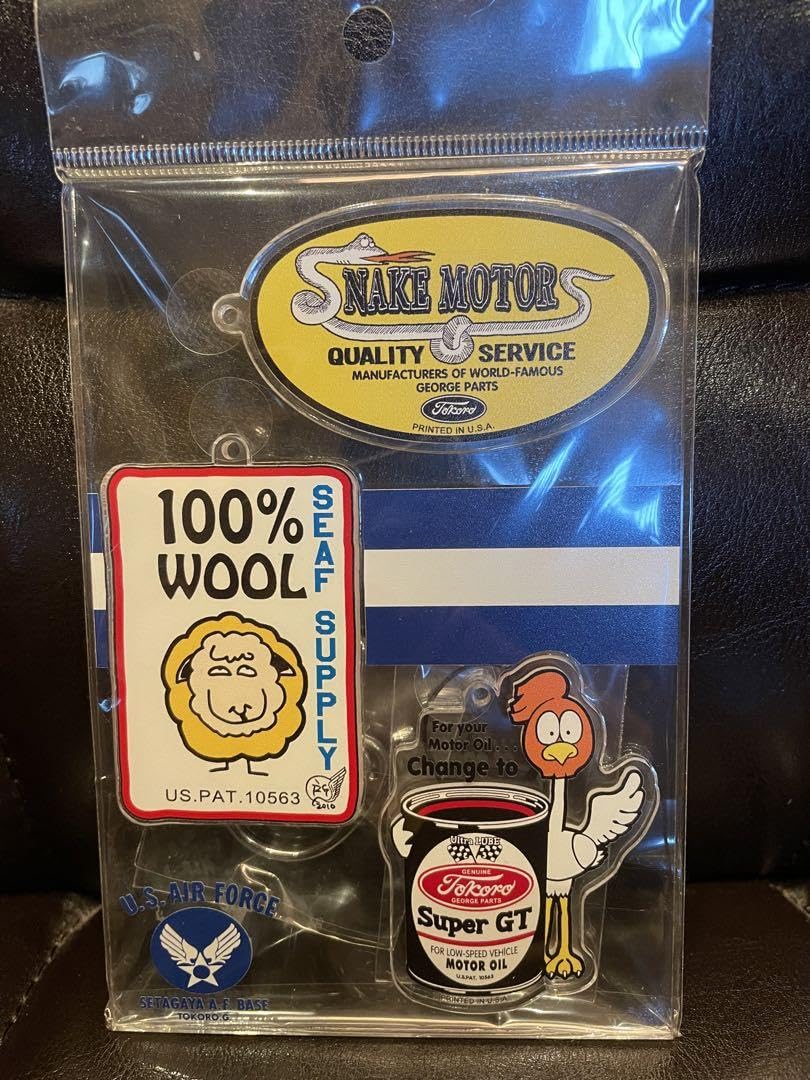 SNAKE MOTORS
QUALITY SERVICE
MANUFACTURERS OF WORLD-FAMOUS
GEORGE PARTS
Tokoro
PRINTED IN U.S.A.
100%
WOOL
SEAF SUPPLY
U.S.PAT.10563
2010
For your
Motor Oil . . .
Change to
Ultra LUBE
GENUINE
Tokoro
GEORGE PARTS
Super GT
FOR LOW-SPEED VEHICLE
MOTOR OIL
U.S.PAT. 10563
PRINTED IN U.S.A.
U.S. AIR FORCE
SETAGAYA A.F. BASE
TOKORO.G.